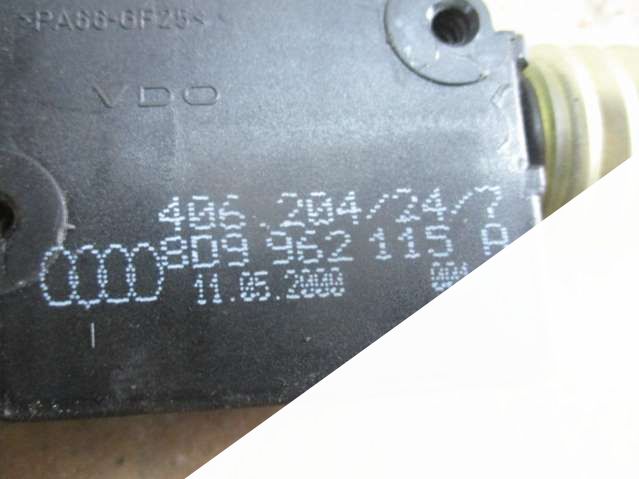 >PA66-GF25<
VDO
406.204/24/7
8D9 962 115 A
11.05.2000